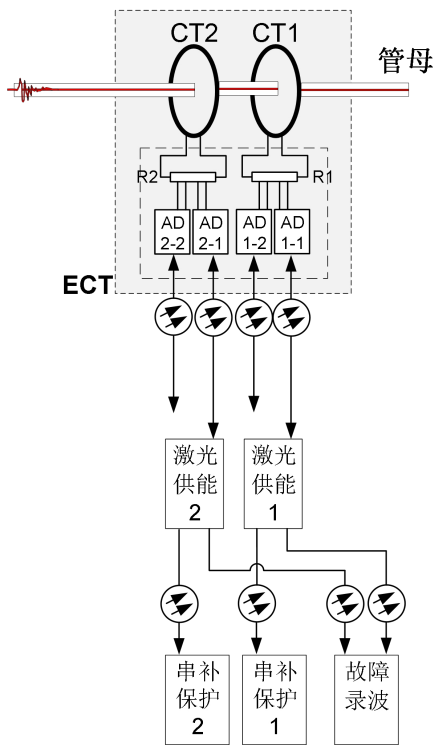 CT2 CT1
管母
R2 R1
AD AD AD AD
2-2 2-1 1-2 1-1
ECT
激光 激光
供能 供能
2 1
串补 串补 故障
保护 保护 录波
2 1